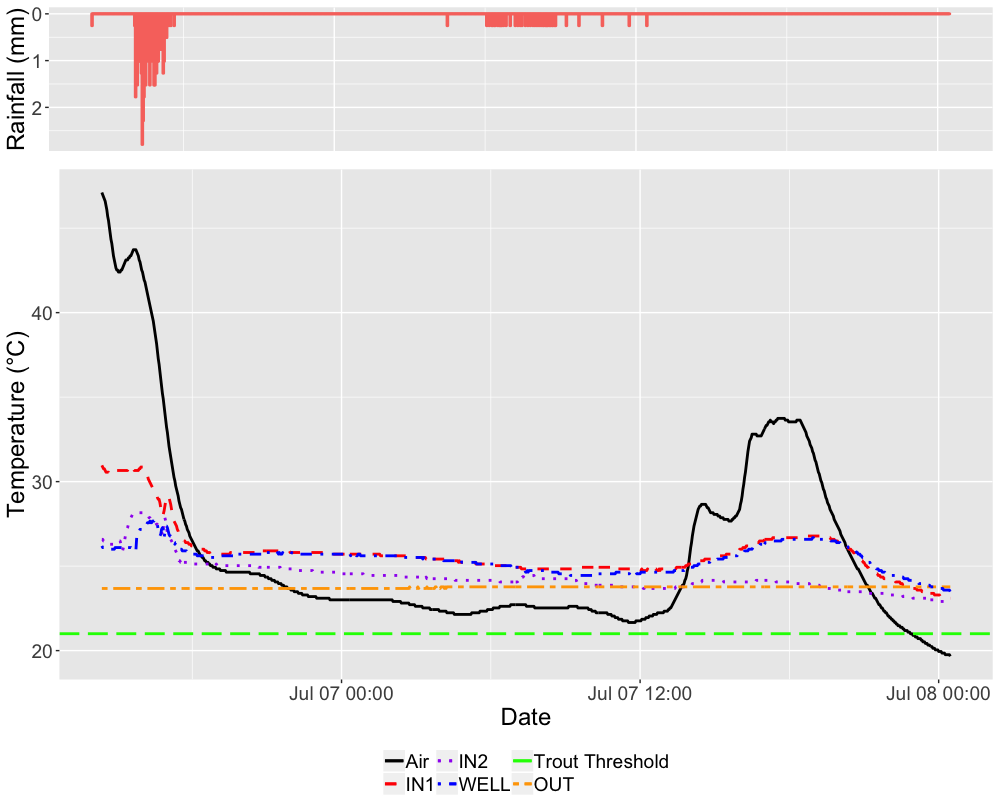 Rainfall (mm)
0
1
2
Temperature (°C)
40
30
20
Jul 07 00:00 Jul 07 12:00 Jul 08 00:00
Date
Air IN2 Trout Threshold
IN1 WELL OUT